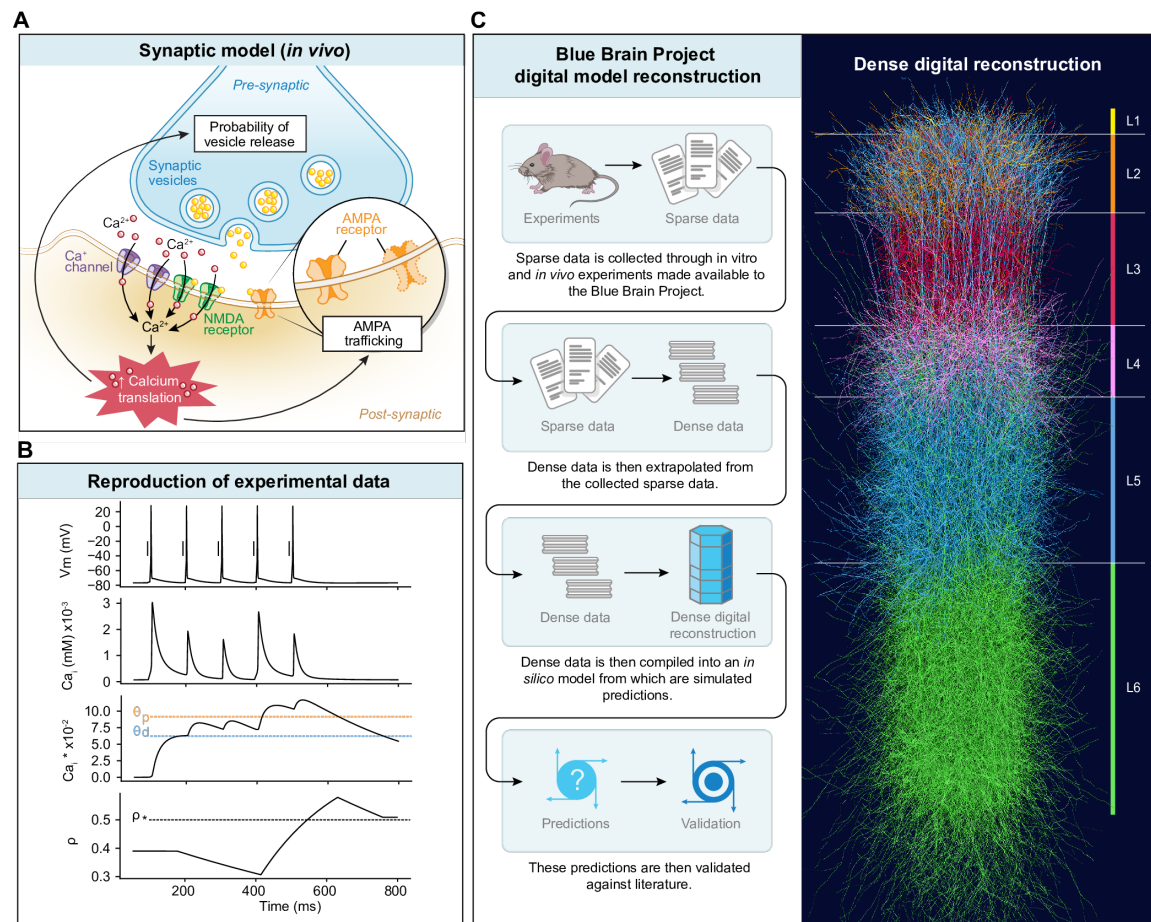 A
Synaptic model (in vivo)
Pre-synaptic
Probability of
vesicle release
Synaptic
vesicles
AMPA
receptor
Ca²⁺
Ca²⁺
Ca⁺
channel
NMDA
receptor
Ca²⁺
AMPA
trafficking
↑ Calcium
translation
Post-synaptic
B
Reproduction of experimental data
Vm (mV)
20
0
−20
−40
−60
−80
Caᵢ (mM) x10⁻³
3
2
1
0
Caᵢ * x10⁻²
10.0
7.5
5.0
2.5
0.0
θp
θd
ρ
0.5
0.4
0.3
ρ*
200
400
600
800
Time (ms)
C
Blue Brain Project
digital model reconstruction
Experiments
Sparse data
Sparse data is collected through in vitro
and in vivo experiments made available to
the Blue Brain Project.
Sparse data
Dense data
Dense data is then extrapolated from
the collected sparse data.
Dense data
Dense digital
reconstruction
Dense data is then compiled into an in
silico model from which are simulated
predictions.
?
Predictions
Validation
These predictions are then validated
against literature.
Dense digital reconstruction
L1
L2
L3
L4
L5
L6